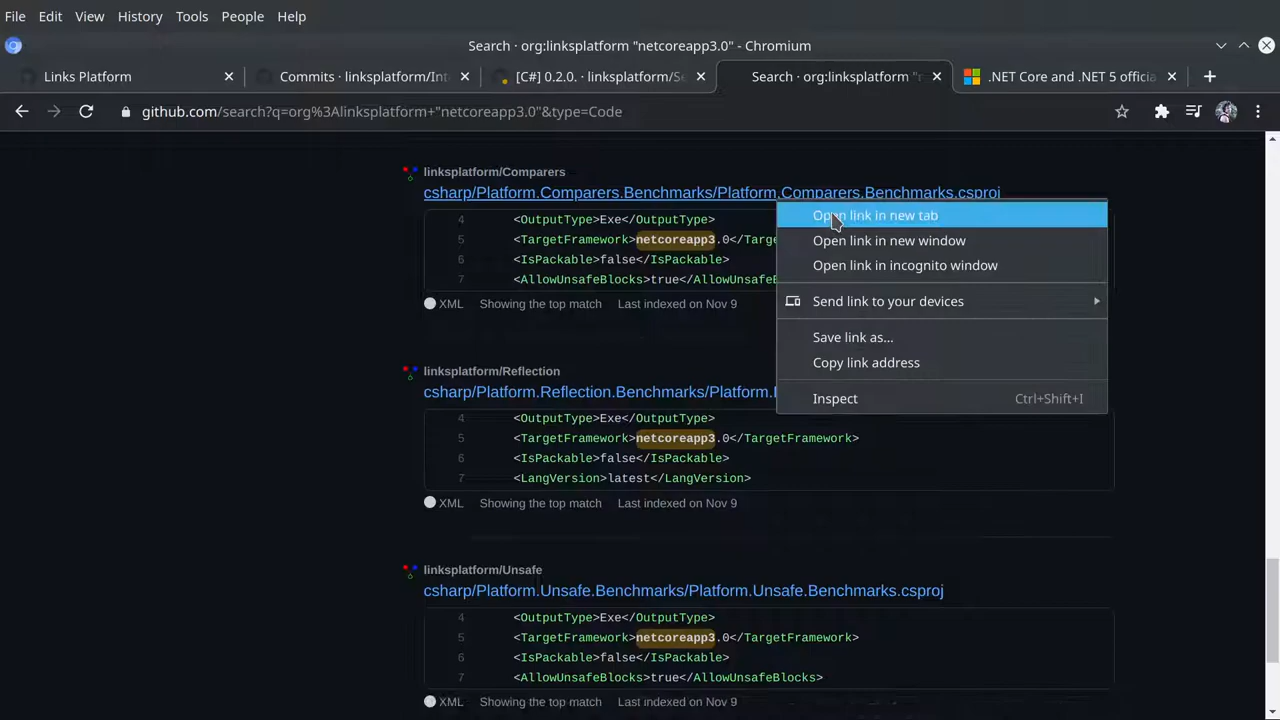 File Edit View History Tools People Help
Search · org:linksplatform "netcoreapp3.0" - Chromium
Links Platform
Commits · linksplatform/Int
[C#] 0.2.0. · linksplatform/Se
Search · org:linksplatform "n
.NET Core and .NET 5 officia
github.com/search?q=org%3Alinksplatform+"netcoreapp3.0"&type=Code
linksplatform/Comparers
csharp/Platform.Comparers.Benchmarks/Platform.Comparers.Benchmarks.csproj
4 <OutputType>Exe</OutputType>
5 <TargetFramework>netcoreapp3.0</Targe
6 <IsPackable>false</IsPackable>
7 <AllowUnsafeBlocks>true</AllowUnsafeB
XML Showing the top match Last indexed on Nov 9
Open link in new tab
Open link in new window
Open link in incognito window
Send link to your devices
Save link as...
Copy link address
Inspect Ctrl+Shift+I
linksplatform/Reflection
csharp/Platform.Reflection.Benchmarks/Platform.
4 <OutputType>Exe</OutputType>
5 <TargetFramework>netcoreapp3.0</TargetFramework>
6 <IsPackable>false</IsPackable>
7 <LangVersion>latest</LangVersion>
XML Showing the top match Last indexed on Nov 9
linksplatform/Unsafe
csharp/Platform.Unsafe.Benchmarks/Platform.Unsafe.Benchmarks.csproj
4 <OutputType>Exe</OutputType>
5 <TargetFramework>netcoreapp3.0</TargetFramework>
6 <IsPackable>false</IsPackable>
7 <AllowUnsafeBlocks>true</AllowUnsafeBlocks>
XML Showing the top match Last indexed on Nov 9